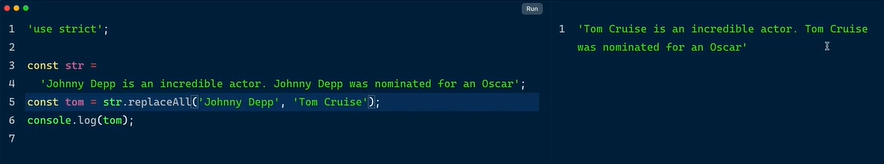 Run
1 'use strict';
2
3 const str =
4 'Johnny Depp is an incredible actor. Johnny Depp was nominated for an Oscar';
5 const tom = str.replaceAll('Johnny Depp', 'Tom Cruise');
6 console.log(tom);
7
1 'Tom Cruise is an incredible actor. Tom Cruise
was nominated for an Oscar'